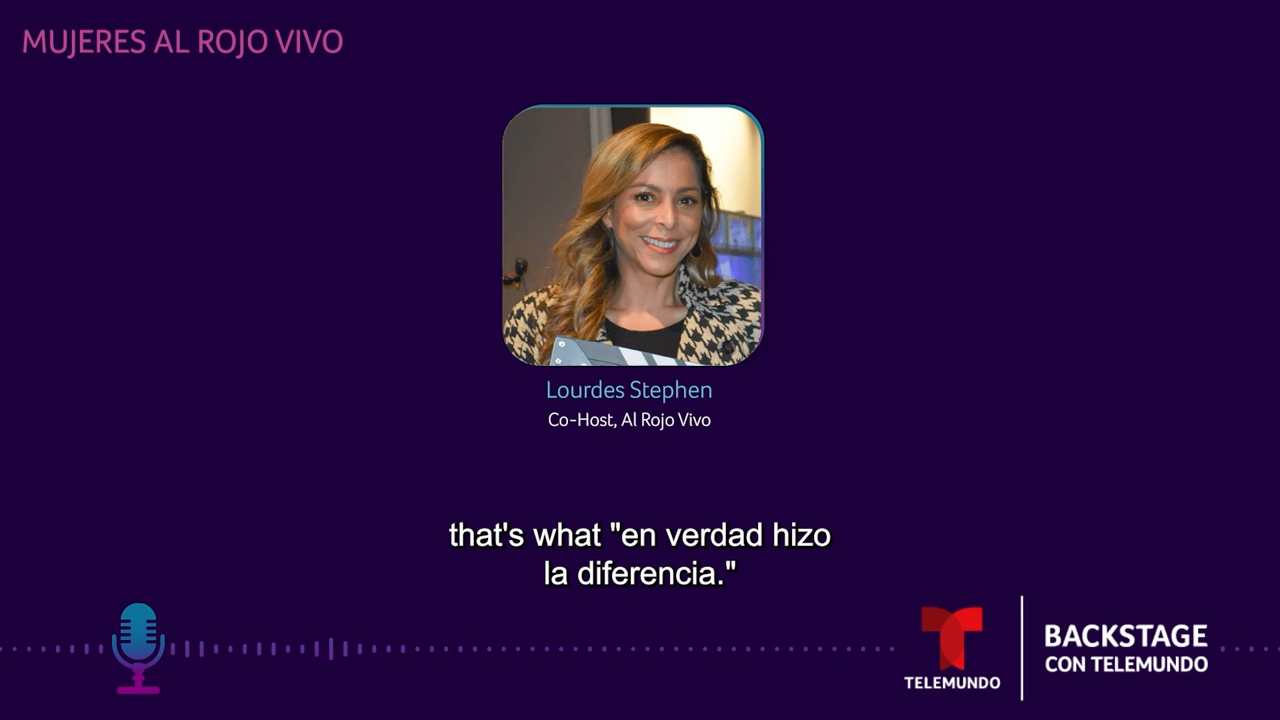 MUJERES AL ROJO VIVO
Lourdes Stephen
Co-Host, Al Rojo Vivo
that's what "en verdad hizo
la diferencia."
TELEMUNDO
BACKSTAGE
CON TELEMUNDO